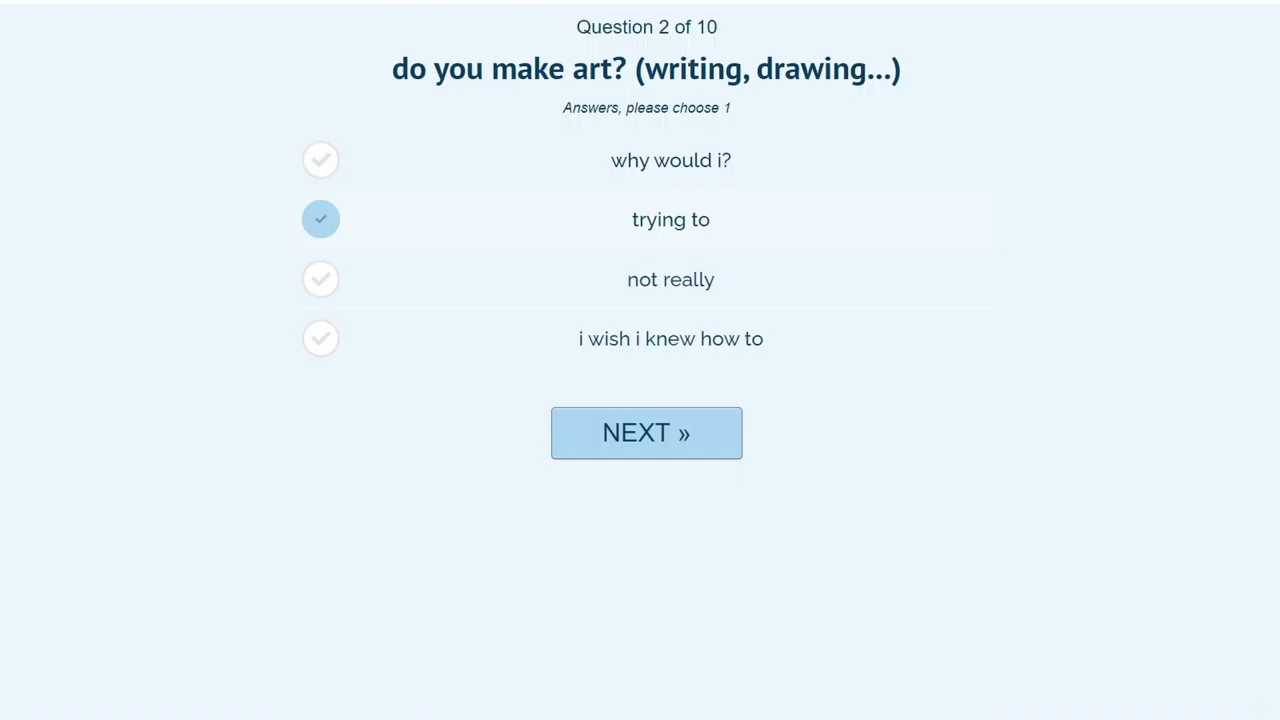 Question 2 of 10
do you make art? (writing, drawing...)
Answers, please choose 1
why would i?
trying to
not really
i wish i knew how to
NEXT »